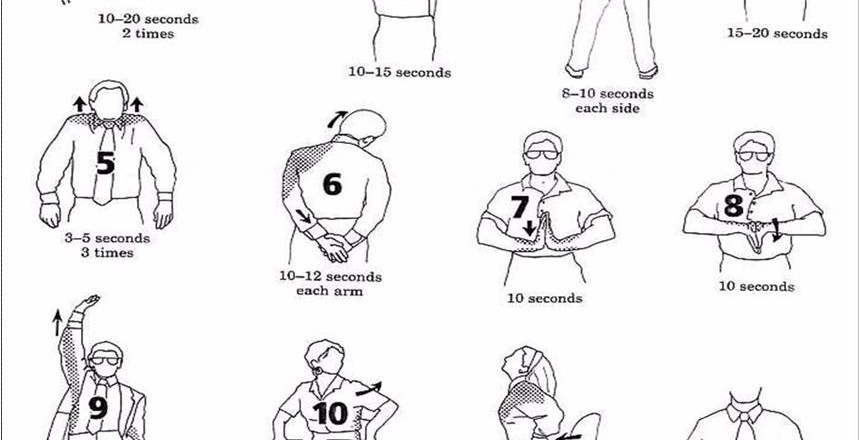 10–20 seconds
2 times
10–15 seconds
8–10 seconds
each side
15–20 seconds
5
3–5 seconds
3 times
6
10–12 seconds
each arm
7
10 seconds
8
10 seconds
9
10